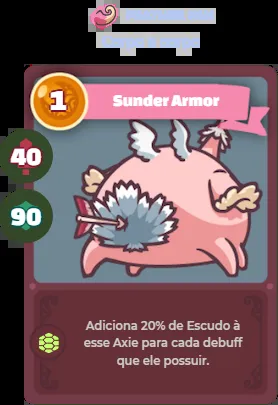 1
Sunder Armor
40
90
Adiciona 20% de Escudo à
esse Axie para cada debuff
que ele possuir.